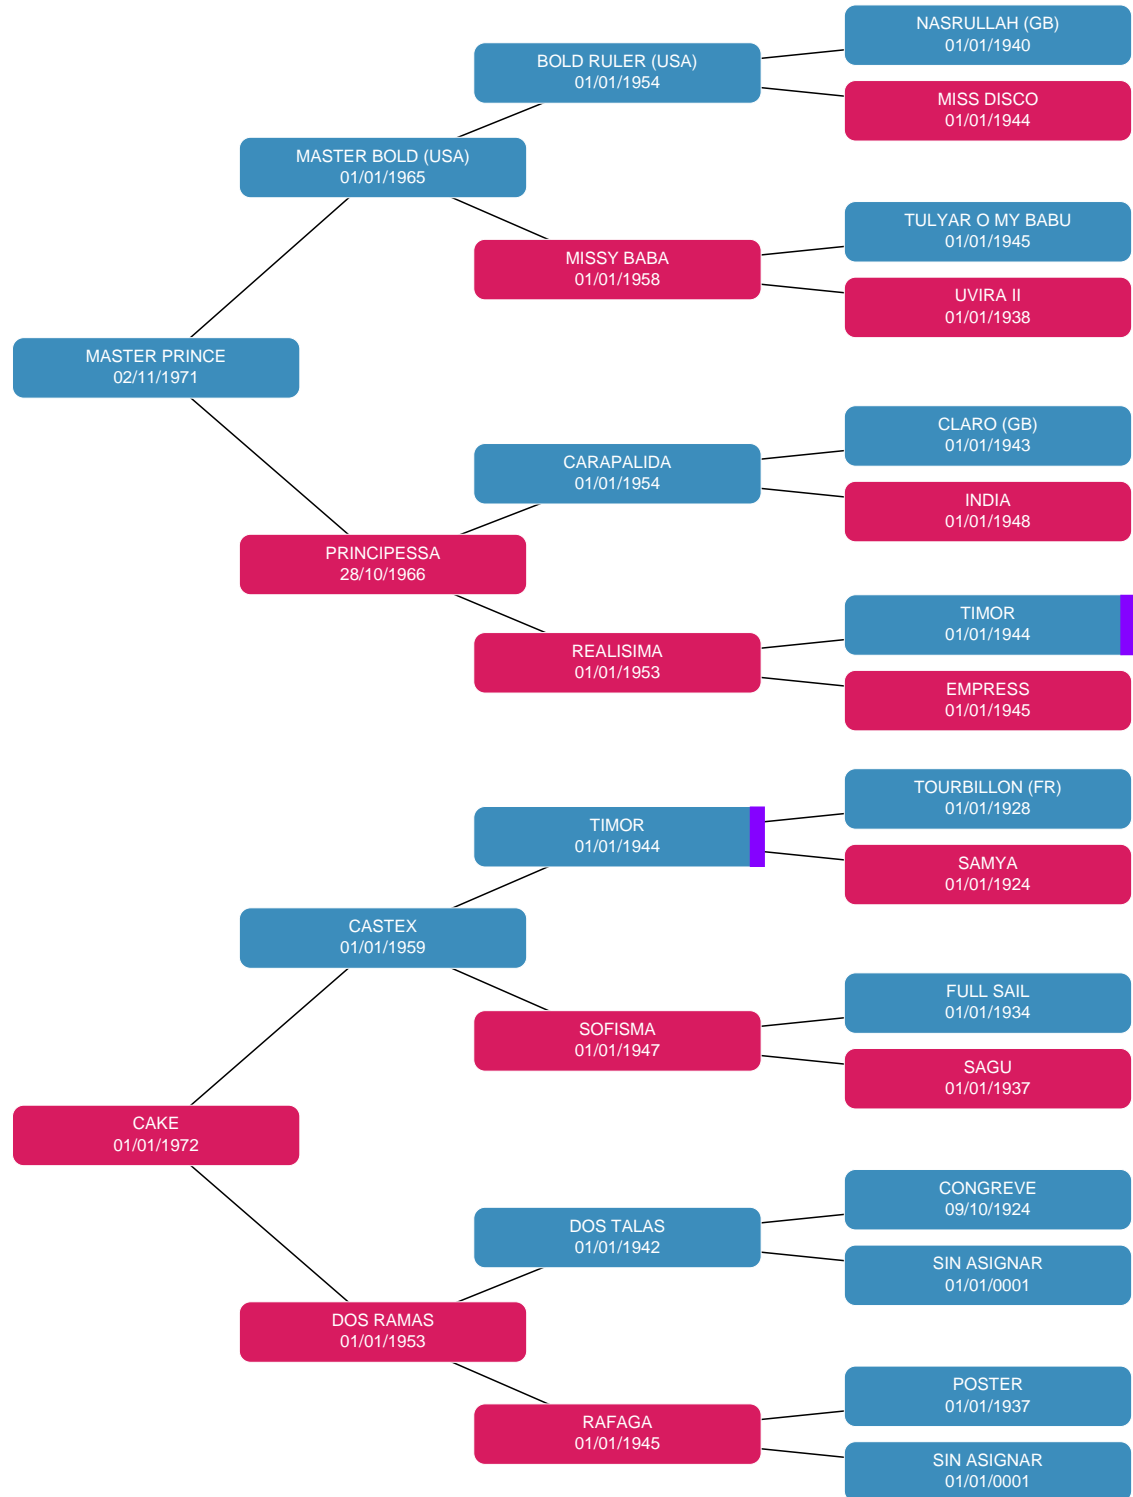 NASRULLAH (GB)
01/01/1940
BOLD RULER (USA)
01/01/1954
MISS DISCO
01/01/1944
MASTER BOLD (USA)
01/01/1965
TULYAR O MY BABU
01/01/1945
MISSY BABA
01/01/1958
UVIRA II
01/01/1938
MASTER PRINCE
02/11/1971
CLARO (GB)
01/01/1943
CARAPALIDA
01/01/1954
INDIA
01/01/1948
PRINCIPESSA
28/10/1966
TIMOR
01/01/1944
REALISIMA
01/01/1953
EMPRESS
01/01/1945
TOURBILLON (FR)
01/01/1928
TIMOR
01/01/1944
SAMYA
01/01/1924
CASTEX
01/01/1959
FULL SAIL
01/01/1934
SOFISMA
01/01/1947
SAGU
01/01/1937
CAKE
01/01/1972
CONGREVE
09/10/1924
DOS TALAS
01/01/1942
SIN ASIGNAR
01/01/0001
DOS RAMAS
01/01/1953
POSTER
01/01/1937
RAFAGA
01/01/1945
SIN ASIGNAR
01/01/0001